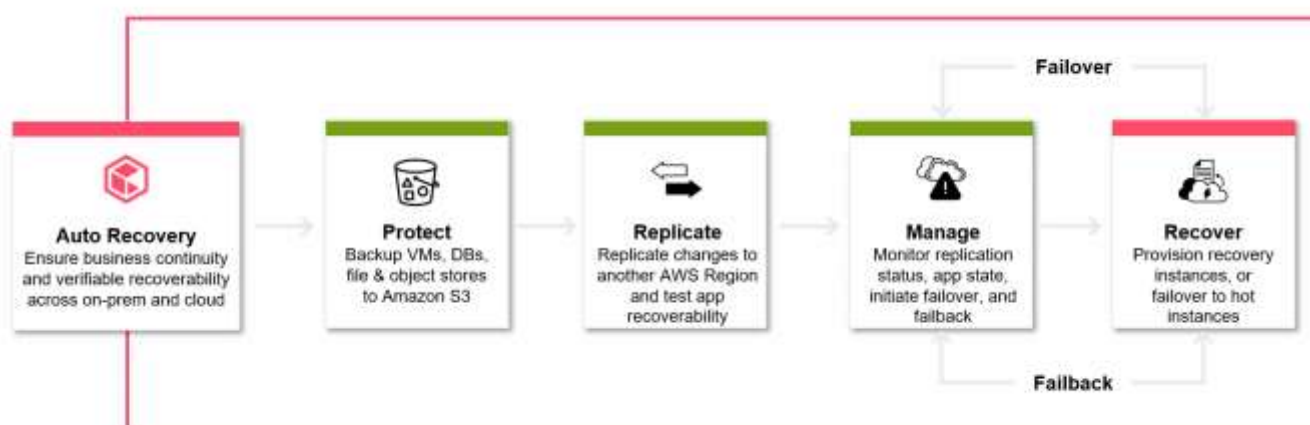 Failover
Auto Recovery
Ensure business continuity
and verifiable recoverability
across on-prem and cloud
Protect
Backup VMs, DBs,
file & object stores
to Amazon S3
Replicate
Replicate changes to
another AWS Region
and test app
recoverability
Manage
Monitor replication
status, app state,
initiate failover, and
failback
Recover
Provision recovery
instances, or
failover to hot
instances
Failback